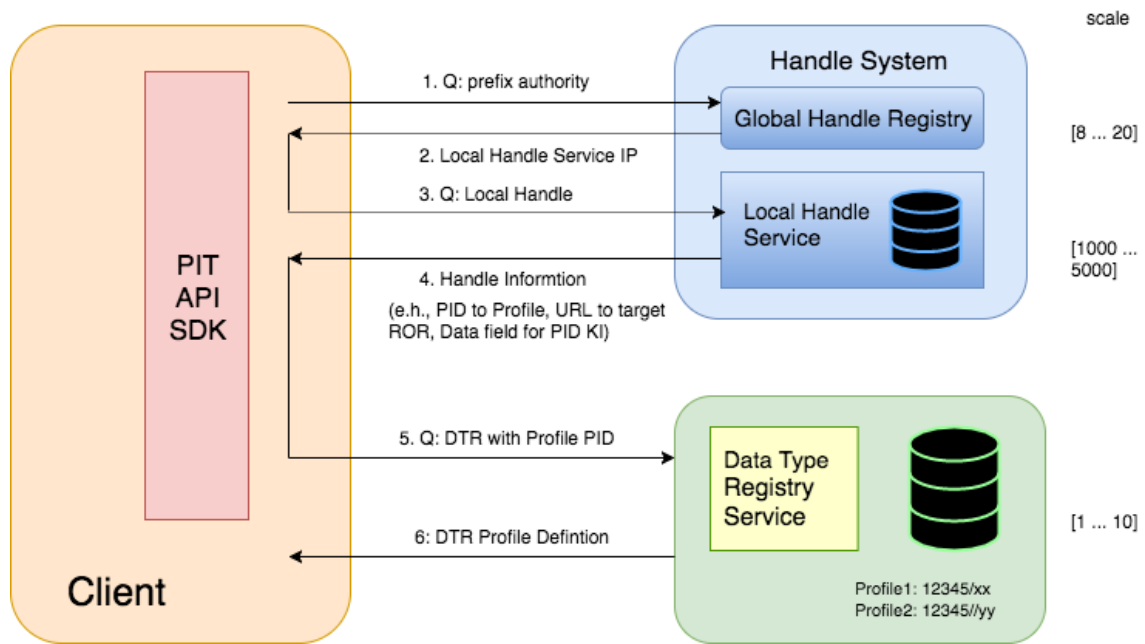 scale
Handle System
1. Q: prefix authority
Global Handle Registry
[8 ... 20]
2. Local Handle Service IP
3. Q: Local Handle
Local Handle
Service
[1000 ...
5000]
PIT
API
SDK
4. Handle Informtion
(e.h., PID to Profile, URL to target
ROR, Data field for PID KI)
5. Q: DTR with Profile PID
Data Type
Registry
Service
[1 ... 10]
6: DTR Profile Defintion
Client
Profile1: 12345/xx
Profile2: 12345//yy